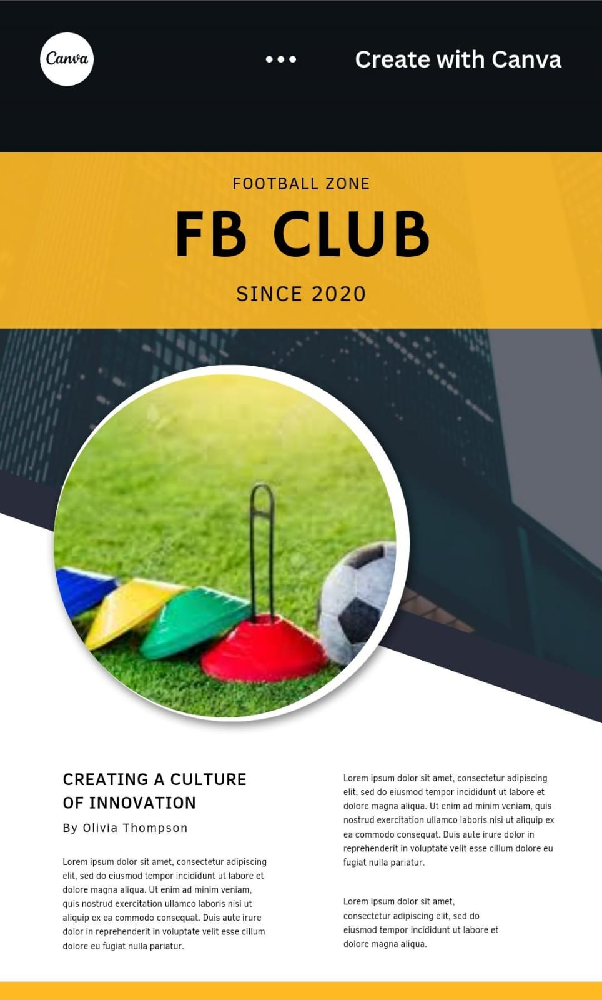 Canva
Create with Canva
FOOTBALL ZONE
FB CLUB
SINCE 2020
CREATING A CULTURE
OF INNOVATION
By Olivia Thompson
Lorem ipsum dolor sit amet, consectetur adipiscing
elit, sed do eiusmod tempor incididunt ut labore et
dolore magna aliqua. Ut enim ad minim veniam,
quis nostrud exercitation ullamco laboris nisi ut
aliquip ex ea commodo consequat. Duis aute irure
dolor in reprehenderit in voluptate velit esse cillum
dolore eu fugiat nulla pariatur.
Lorem ipsum dolor sit amet, consectetur adipiscing
elit, sed do eiusmod tempor incididunt ut labore et
dolore magna aliqua. Ut enim ad minim veniam, quis
nostrud exercitation ullamco laboris nisi ut aliquip ex
ea commodo consequat. Duis aute irure dolor in
reprehenderit in voluptate velit esse cillum dolore eu
fugiat nulla pariatur.
Lorem ipsum dolor sit amet,
consectetur adipiscing elit, sed do
eiusmod tempor incididunt ut labore et
dolore magna aliqua.